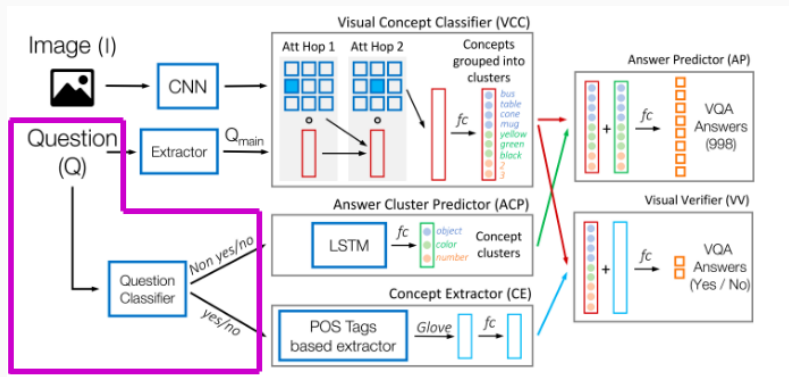 Visual Concept Classifier (VCC)
Image (I)
CNN
Att Hop 1
Att Hop 2
Concepts
grouped into
clusters
fc
bus
table
cone
mug
yellow
green
black
2
3
Answer Predictor (AP)
+
fc
VQA
Answers
(998)
Question
(Q)
Extractor
Qmain
Answer Cluster Predictor (ACP)
Non yes/no
LSTM
fc
object
color
number
Concept
clusters
Visual Verifier (VV)
+
fc
VQA
Answers
(Yes / No)
Question
Classifier
yes/no
Concept Extractor (CE)
POS Tags
based extractor
Glove
fc